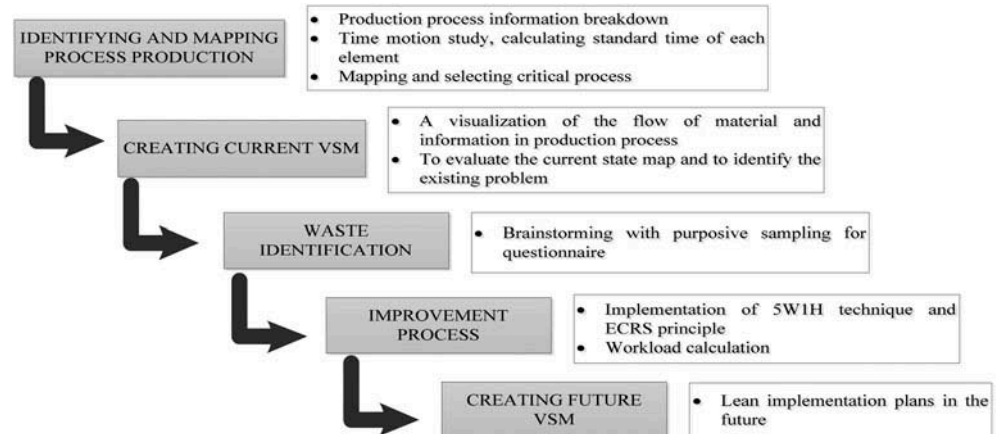 IDENTIFYING AND MAPPING
PROCESS PRODUCTION
• Production process information breakdown
• Time motion study, calculating standard time of each
element
• Mapping and selecting critical process
CREATING CURRENT VSM
• A visualization of the flow of material and
information in production process
• To evaluate the current state map and to identify the
existing problem
WASTE
IDENTIFICATION
• Brainstorming with purposive sampling for
questionnaire
IMPROVEMENT
PROCESS
• Implementation of 5W1H technique and
ECRS principle
• Workload calculation
CREATING FUTURE
VSM
• Lean implementation plans in the
future